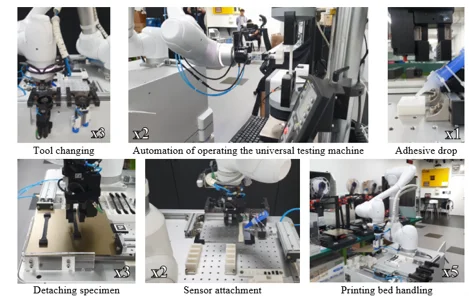 x3
x2
x1
Tool changing
Automation of operating the universal testing machine
Adhesive drop
x3
x2
x5
Detaching specimen
Sensor attachment
Printing bed handling